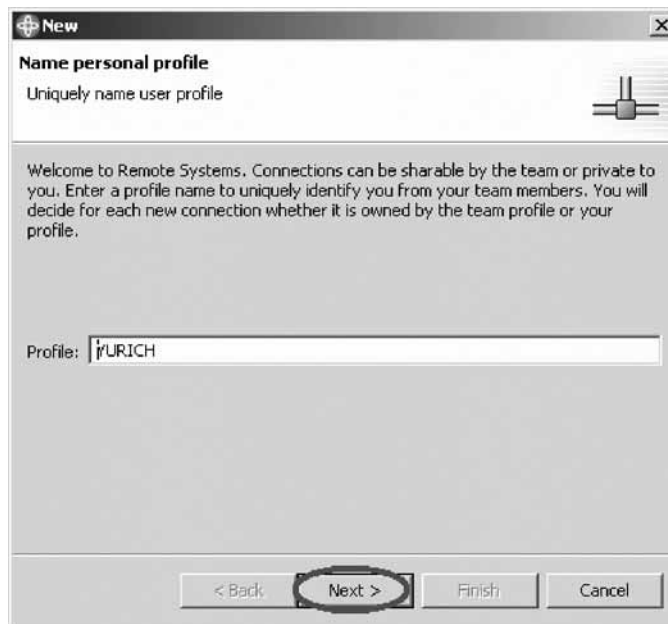 New
Name personal profile
Uniquely name user profile
Welcome to Remote Systems. Connections can be sharable by the team or private to
you. Enter a profile name to uniquely identify you from your team members. You will
decide for each new connection whether it is owned by the team profile or your
profile.
Profile: YURICH
< Back Next > Finish Cancel